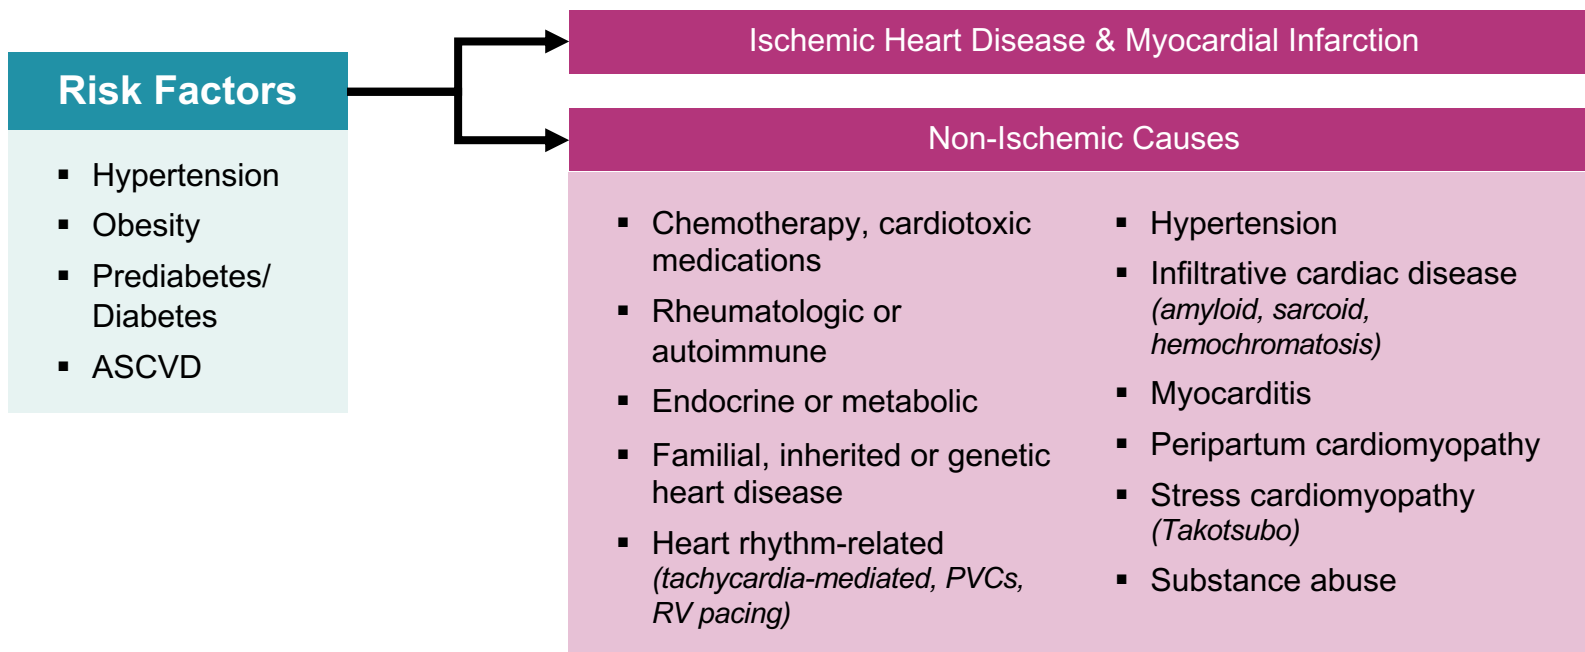 Risk Factors
▪ Hypertension
▪ Obesity
▪ Prediabetes/
Diabetes
▪ ASCVD
Ischemic Heart Disease & Myocardial Infarction
Non-Ischemic Causes
▪ Chemotherapy, cardiotoxic
medications
▪ Rheumatologic or
autoimmune
▪ Endocrine or metabolic
▪ Familial, inherited or genetic
heart disease
▪ Heart rhythm-related
(tachycardia-mediated, PVCs,
RV pacing)
▪ Hypertension
▪ Infiltrative cardiac disease
(amyloid, sarcoid,
hemochromatosis)
▪ Myocarditis
▪ Peripartum cardiomyopathy
▪ Stress cardiomyopathy
(Takotsubo)
▪ Substance abuse